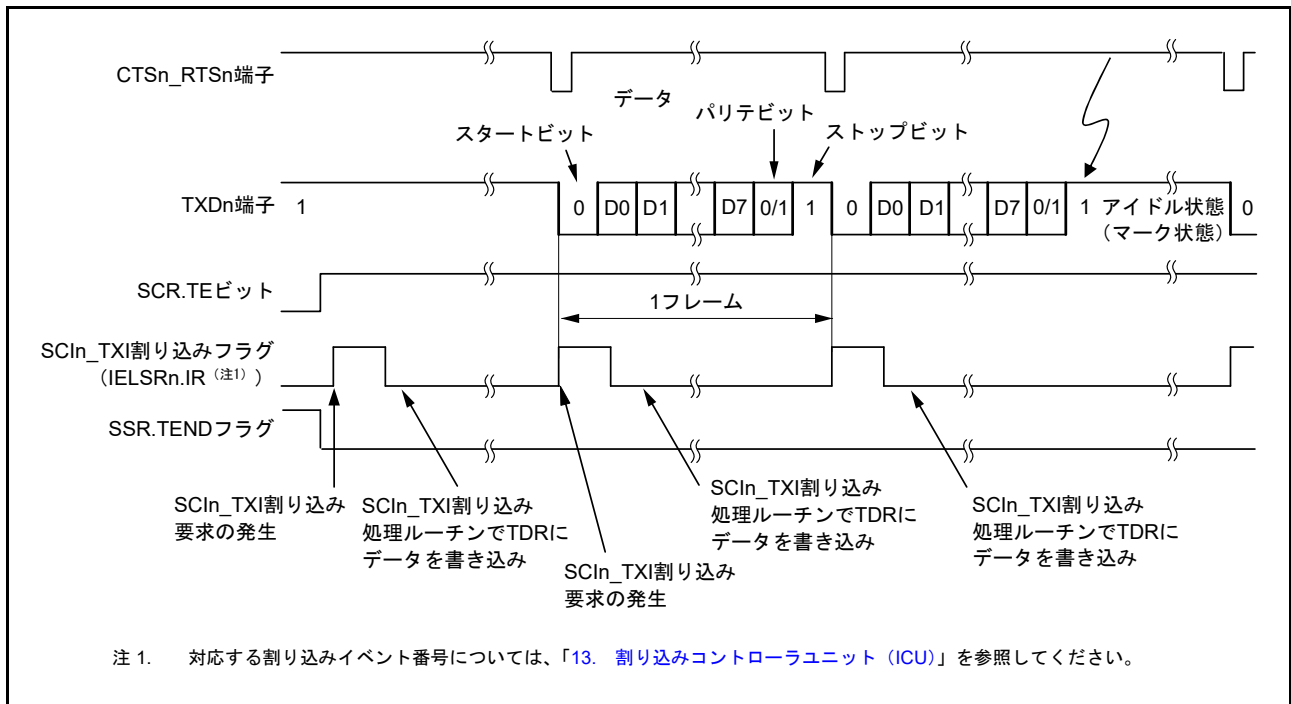 CTSn_RTSn端子
データ
パリテビット
スタートビット
ストップビット
TXDn端子
1
0
D0
D1
D7
0/1
1
0
D0
D1
D7
0/1
1
アイドル状態
（マーク状態）
0
SCR.TEビット
1フレーム
SCIn_TXI割り込みフラグ
（IELSRn.IR（注1））
SSR.TENDフラグ
SCIn_TXI割り込み
要求の発生
SCIn_TXI割り込み
処理ルーチンでTDRに
データを書き込み
SCIn_TXI割り込み
要求の発生
SCIn_TXI割り込み
処理ルーチンでTDRに
データを書き込み
SCIn_TXI割り込み
処理ルーチンでTDRに
データを書き込み
注 1. 対応する割り込みイベント番号については、「13. 割り込みコントローラユニット（ICU）」を参照してください。